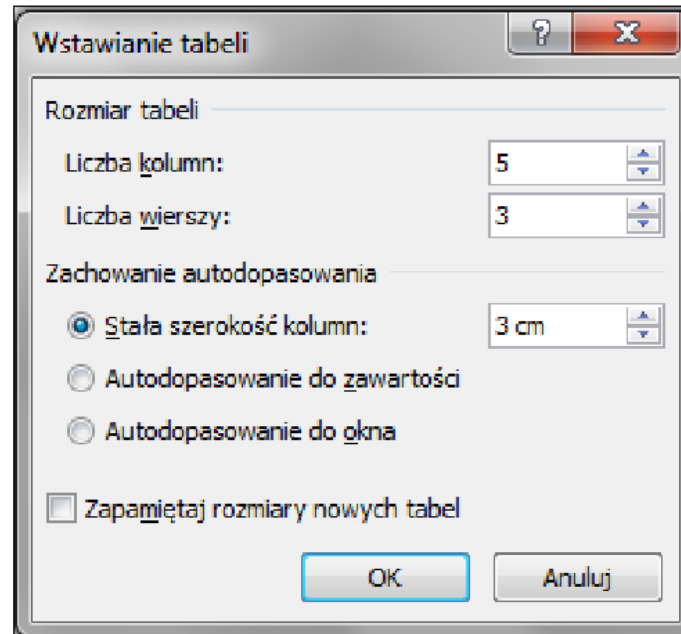 Wstawianie tabeli
Rozmiar tabeli
Liczba kolumn: 5
Liczba wierszy: 3
Zachowanie autodopasowania
Stała szerokość kolumn: 3 cm
Autodopasowanie do zawartości
Autodopasowanie do okna
Zapamiętaj rozmiary nowych tabel
OK Anuluj